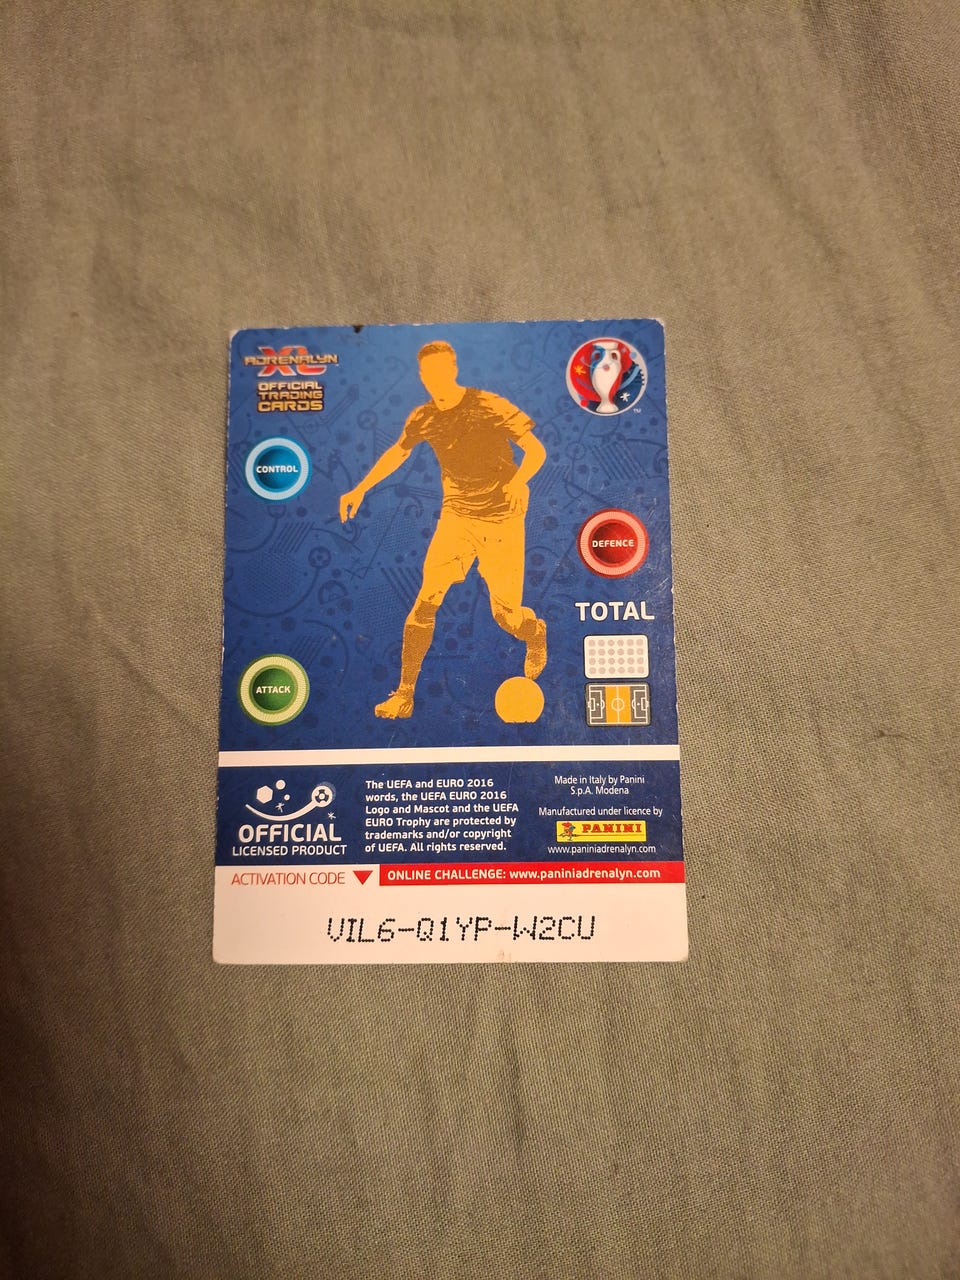 ADRENALYN XL
OFFICIAL
TRADING
CARDS
TM
CONTROL
DEFENCE
TOTAL
ATTACK
OFFICIAL
LICENSED PRODUCT
The UEFA and EURO 2016
words, the UEFA EURO 2016
Logo and Mascot and the UEFA
EURO Trophy are protected by
trademarks and/or copyright
of UEFA. All rights reserved.
Made in Italy by Panini
S.p.A. Modena
Manufactured under licence by
PANINI
www.paniniadrenalyn.com
ACTIVATION CODE
ONLINE CHALLENGE: www.paniniadrenalyn.com
VIL6-Q1YP-W2CU